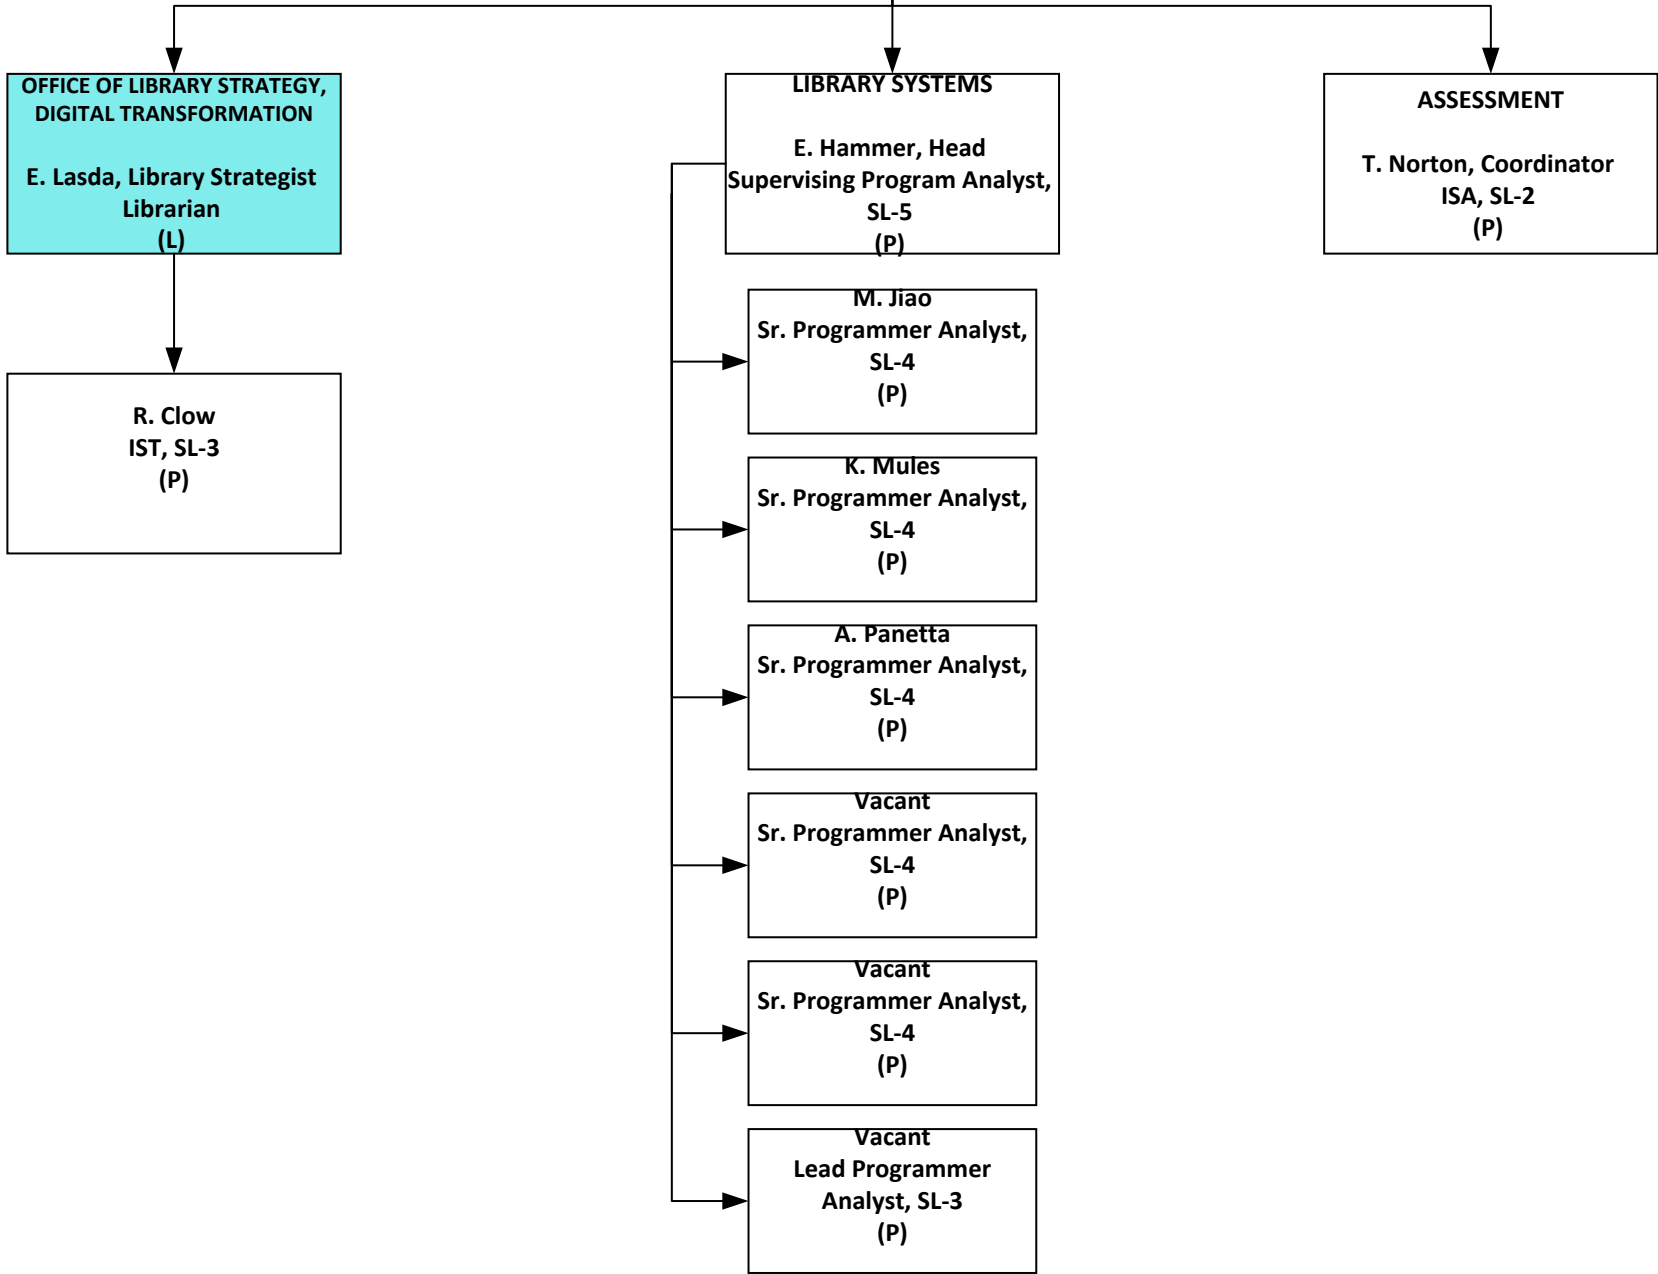 OFFICE OF LIBRARY STRATEGY,
DIGITAL TRANSFORMATION
E. Lasda, Library Strategist
Librarian
(L)
R. Clow
IST, SL-3
(P)
LIBRARY SYSTEMS
E. Hammer, Head
Supervising Program Analyst,
SL-5
(P)
M. Jiao
Sr. Programmer Analyst,
SL-4
(P)
K. Mules
Sr. Programmer Analyst,
SL-4
(P)
A. Panetta
Sr. Programmer Analyst,
SL-4
(P)
Vacant
Sr. Programmer Analyst,
SL-4
(P)
Vacant
Sr. Programmer Analyst,
SL-4
(P)
Vacant
Lead Programmer
Analyst, SL-3
(P)
ASSESSMENT
T. Norton, Coordinator
ISA, SL-2
(P)